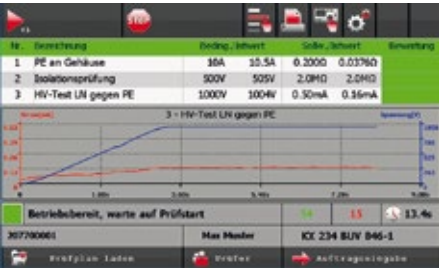 STOP
Nr. Bezeichnung Beding./Istwert Sollw./Istwert Bewertung
1 PE an Gehäuse 10A 10.5A 0.200Ω 0.0376Ω
2 Isolationsprüfung 500V 505V 2.0MΩ 2.0MΩ
3 HV-Test LN gegen PE 1000V 1004V 0.50mA 0.16mA
3 - HV-Test LN gegen PE
Betriebsbereit, warte auf Prüfstart 15 13.4s
207700001 Max Muster KX 234 BUV 846-1
Prüfplan laden Prüfer Auftragseingabe